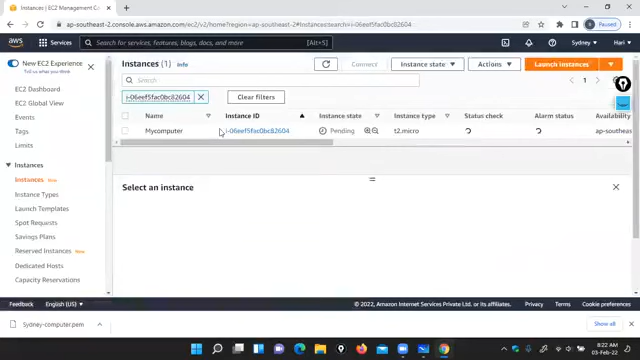 Instances | EC2 Management Co
ap-southeast-2.console.aws.amazon.com/ec2/v2/home?region=ap-southeast-2#Instances:search=i-06eef5fac0bc82604
Paused
aws
Services
Search for services, features, blogs, docs, and more
[Alt+S]
Sydney
Hari
New EC2 Experience
Tell us what you think
EC2 Dashboard
EC2 Global View
Events
Tags
Limits
Instances
Instances New
Instance Types
Launch Templates
Spot Requests
Savings Plans
Reserved Instances New
Dedicated Hosts
Capacity Reservations
Instances (1) Info
Connect
Instance state
Actions
Launch instances
Search
1
i-06eef5fac0bc82604
Clear filters
Name
Instance ID
Instance state
Instance type
Status check
Alarm status
Availability
Mycomputer
i-06eef5fac0bc82604
Pending
t2.micro
ap-southeas
Select an instance
Feedback
English (US)
© 2022, Amazon Internet Services Private Ltd. or its affiliates.
Privacy
Terms
Cookie preferences
Sydney-computer.pem
Show all
8:22 AM
03-Feb-22